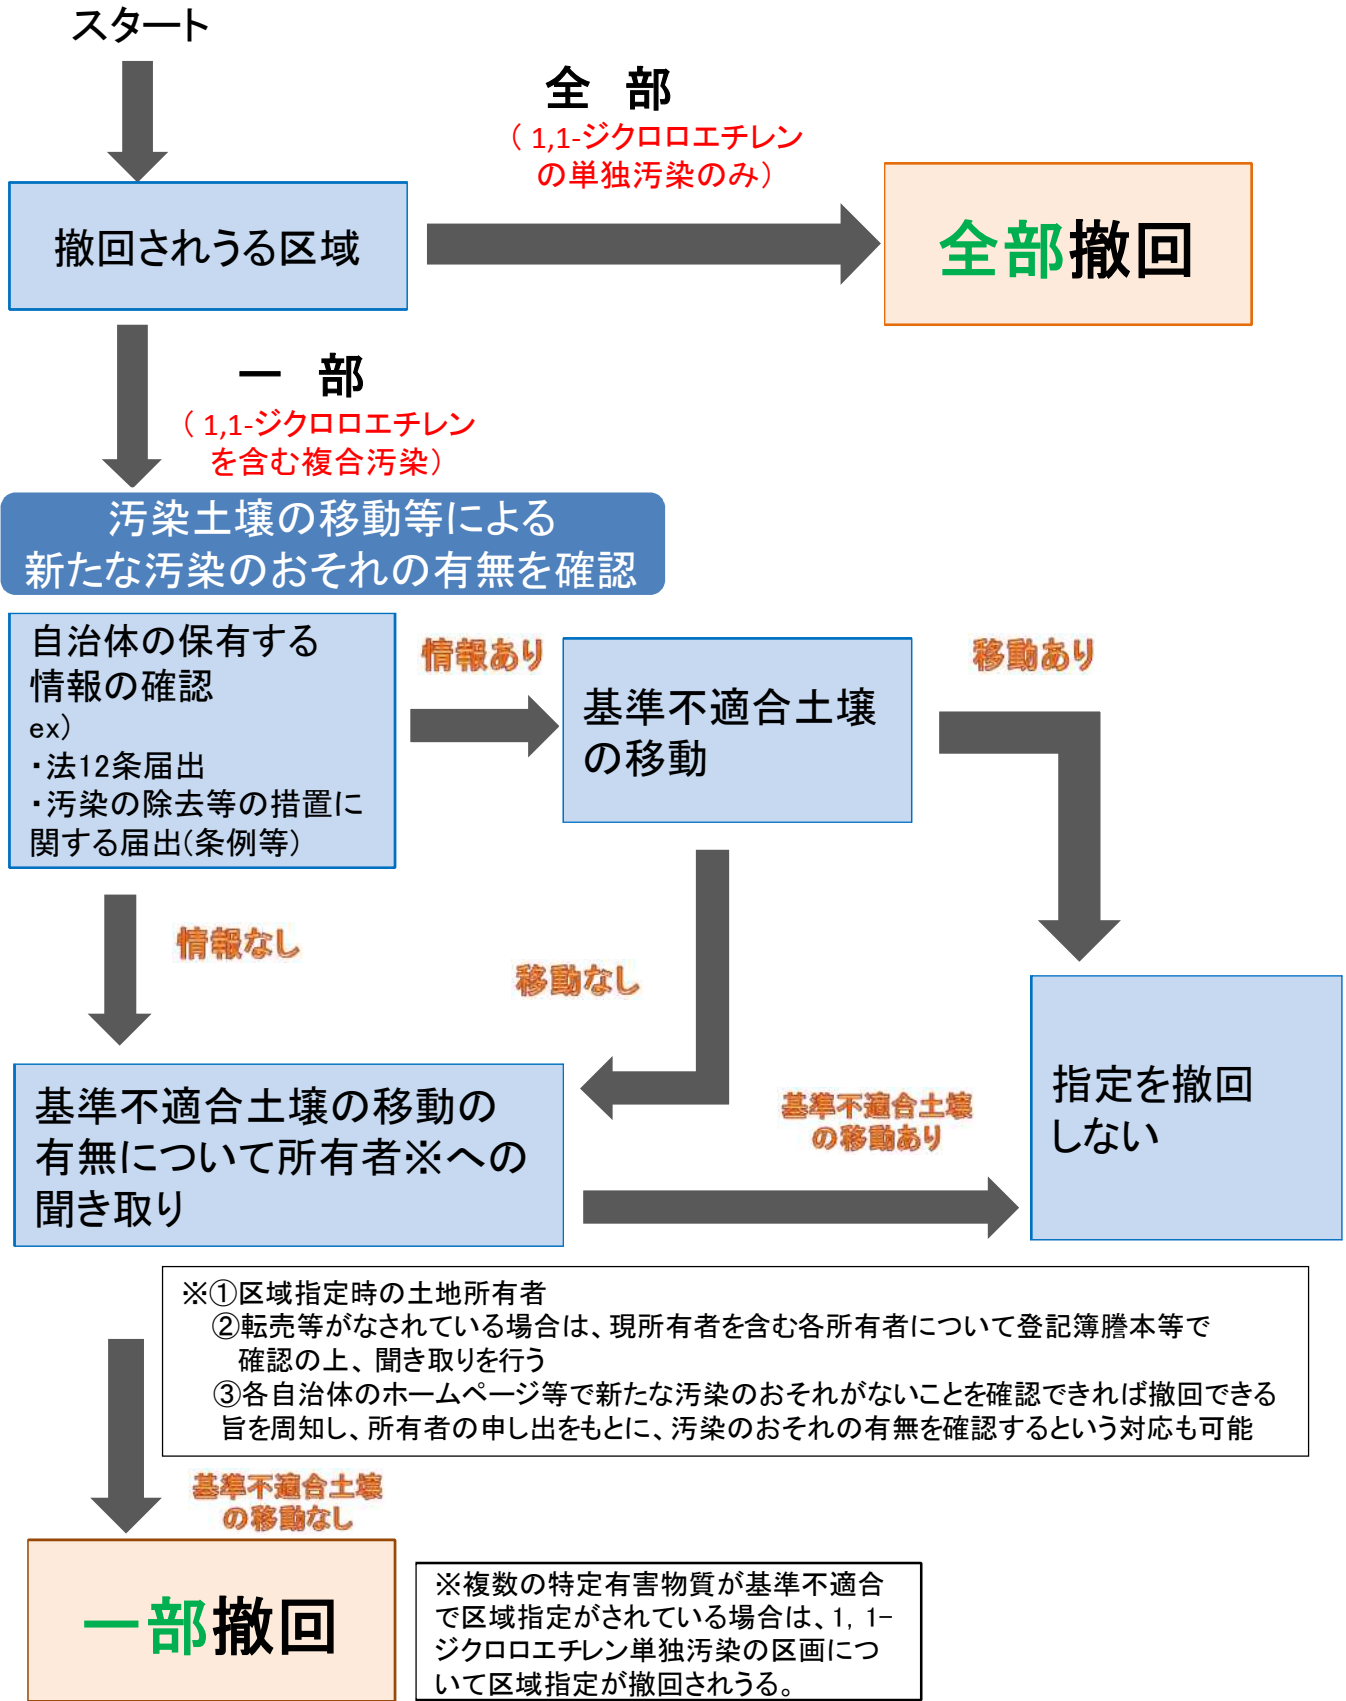 スタート
全 部
（ 1,1-ジクロロエチレン
の単独汚染のみ）
撤回されうる区域
全部撤回
一 部
（ 1,1-ジクロロエチレン
を含む複合汚染）
汚染土壌の移動等による
新たな汚染のおそれの有無を確認
自治体の保有する
情報の確認
ex)
・法12条届出
・汚染の除去等の措置に
関する届出(条例等)
情報あり
基準不適合土壌
の移動
移動あり
情報なし
移動なし
基準不適合土壌の移動の
有無について所有者※への
聞き取り
基準不適合土壌
の移動あり
指定を撤回
しない
※①区域指定時の土地所有者
②転売等がなされている場合は、現所有者を含む各所有者について登記簿謄本等で
確認の上、聞き取りを行う
③各自治体のホームページ等で新たな汚染のおそれがないことを確認できれば撤回できる
旨を周知し、所有者の申し出をもとに、汚染のおそれの有無を確認するという対応も可能
基準不適合土壌
の移動なし
一部撤回
※複数の特定有害物質が基準不適合
で区域指定がされている場合は、1, 1-
ジクロロエチレン単独汚染の区画につ
いて区域指定が撤回されうる。